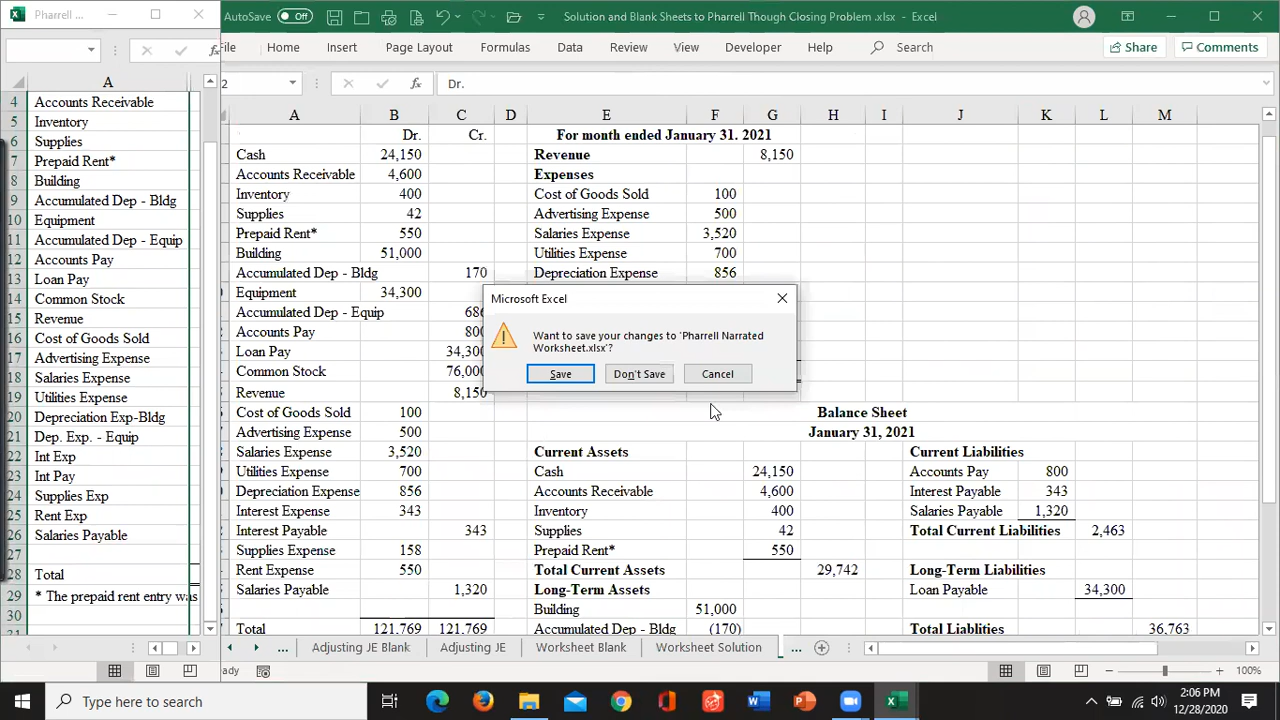 Pharrell ...
AutoSave Off
Solution and Blank Sheets to Pharrell Though Closing Problem .xlsx - Excel
File Home Insert Page Layout Formulas Data Review View Developer Help Search Share Comments
2 fx Dr.
A
4 Accounts Receivable
5 Inventory
6 Supplies
7 Prepaid Rent*
8 Building
9 Accumulated Dep - Bldg
10 Equipment
11 Accumulated Dep - Equip
12 Accounts Pay
13 Loan Pay
14 Common Stock
15 Revenue
16 Cost of Goods Sold
17 Advertising Expense
18 Salaries Expense
19 Utilities Expense
20 Depreciation Exp-Bldg
21 Dep. Exp. - Equip
22 Int Exp
23 Int Pay
24 Supplies Exp
25 Rent Exp
26 Salaries Payable
27
28 Total
29 * The prepaid rent entry was
30
31
A B C D E F G H I J K L M
Dr. Cr.
Cash 24,150
Accounts Receivable 4,600
Inventory 400
Supplies 42
Prepaid Rent* 550
Building 51,000
Accumulated Dep - Bldg 170
Equipment 34,300
Accumulated Dep - Equip 686
Accounts Pay 800
Loan Pay 34,300
Common Stock 76,000
Revenue 8,150
Cost of Goods Sold 100
Advertising Expense 500
Salaries Expense 3,520
Utilities Expense 700
Depreciation Expense 856
Interest Expense 343
Interest Payable 343
Supplies Expense 158
Rent Expense 550
Salaries Payable 1,320
Total 121,769 121,769
For month ended January 31. 2021
Revenue 8,150
Expenses
Cost of Goods Sold 100
Advertising Expense 500
Salaries Expense 3,520
Utilities Expense 700
Depreciation Expense 856
Microsoft Excel
Want to save your changes to 'Pharrell Narrated
Worksheet.xlsx'?
Save Don't Save Cancel
Balance Sheet
January 31, 2021
Current Assets
Cash 24,150
Accounts Receivable 4,600
Inventory 400
Supplies 42
Prepaid Rent* 550
Total Current Assets 29,742
Long-Term Assets
Building 51,000
Accumulated Dep - Bldg (170)
Current Liabilities
Accounts Pay 800
Interest Payable 343
Salaries Payable 1,320
Total Current Liabilities 2,463
Long-Term Liabilities
Loan Payable 34,300
Total Libilities 36,763
... Adjusting JE Blank Adjusting JE Worksheet Blank Worksheet Solution ...
eady 100%
Type here to search
2:06 PM
12/28/2020